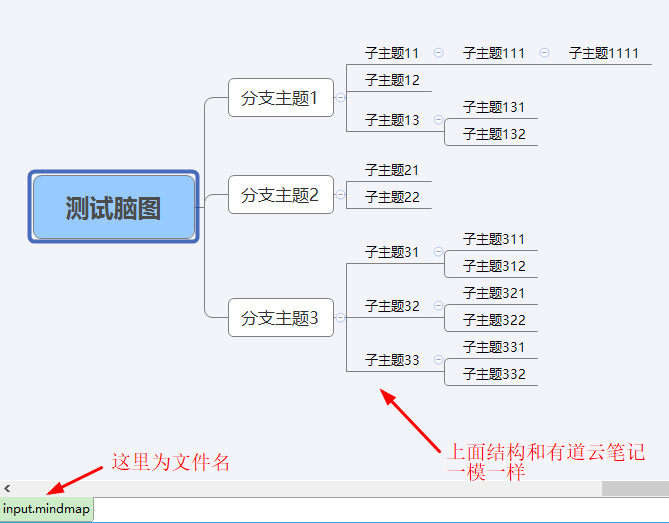 测试脑图
分支主题1
子主题11
子主题111
子主题1111
子主题12
子主题13
子主题131
子主题132
分支主题2
子主题21
子主题22
分支主题3
子主题31
子主题311
子主题312
子主题32
子主题321
子主题322
子主题33
子主题331
子主题332
上面结构和有道云笔记
一模一样
这里为文件名
input.mindmap